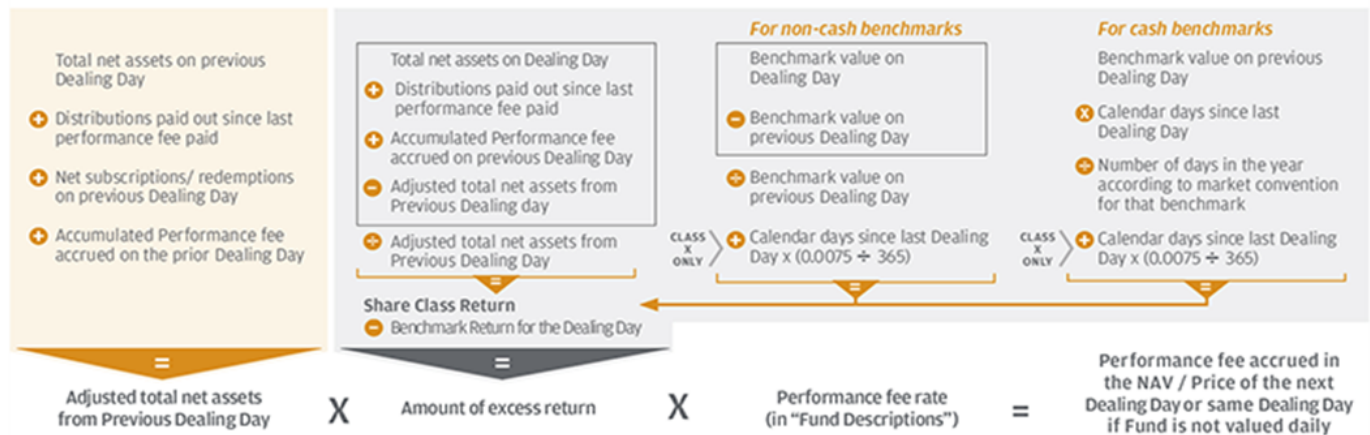 Total net assets on previous
Dealing Day
+ Distributions paid out since last
performance fee paid
+ Net subscriptions/ redemptions
on previous Dealing Day
+ Accumulated Performance fee
accrued on the prior Dealing Day
=
Adjusted total net assets
from Previous Dealing Day
X
Total net assets on Dealing Day
+ Distributions paid out since last
performance fee paid
+ Accumulated Performance fee
accrued on previous Dealing Day
− Adjusted total net assets from
Previous Dealing day
÷ Adjusted total net assets from
Previous Dealing Day
=
Share Class Return
− Benchmark Return for the Dealing Day
=
Amount of excess return
X
For non-cash benchmarks
Benchmark value on
Dealing Day
− Benchmark value on
previous Dealing Day
÷ Benchmark value on
previous Dealing Day
CLASS
X
ONLY
+ Calendar days since last Dealing
Day x (0.0075 ÷ 365)
=
For cash benchmarks
Benchmark value on previous
Dealing Day
x Calendar days since last
Dealing Day
÷ Number of days in the year
according to market convention
for that benchmark
CLASS
X
ONLY
+ Calendar days since last Dealing
Day x (0.0075 ÷ 365)
=
Performance fee rate
(in “Fund Descriptions”)
=
Performance fee accrued in
the NAV / Price of the next
Dealing Day or same Dealing Day
if Fund is not valued daily